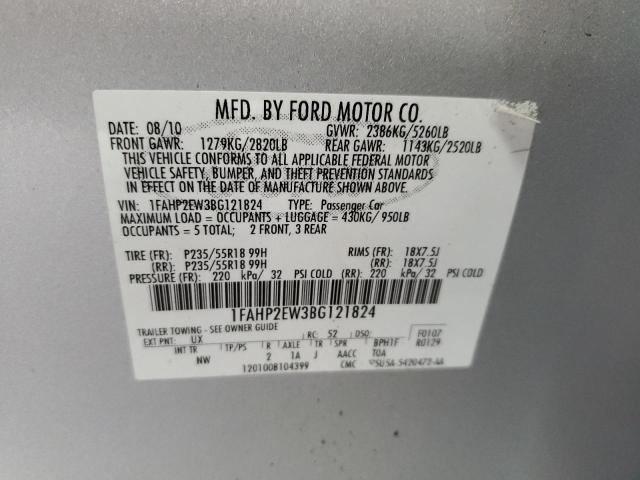 MFD. BY FORD MOTOR CO.
DATE: 08/10 GVWR: 2386KG/5260LB
FRONT GAWR: 1279KG/2820LB REAR GAWR: 1143KG/2520LB
THIS VEHICLE CONFORMS TO ALL APPLICABLE FEDERAL MOTOR
VEHICLE SAFETY, BUMPER, AND THEFT PREVENTION STANDARDS
IN EFFECT ON THE DATE OF MANUFACTURE SHOWN ABOVE.
VIN: 1FAHP2EW3BG121824 TYPE: Passenger Car
MAXIMUM LOAD = OCCUPANTS + LUGGAGE = 430KG/950LB
OCCUPANTS = 5 TOTAL; 2 FRONT, 3 REAR
TIRE (FR): P235/55R18 99H RIMS (FR): 18X7.5J
(RR): P235/55R18 99H (RR): 18X7.5J
PRESSURE (FR): 220 kPa/ 32 PSI COLD (RR): 220 kPa/ 32 PSI COLD
1FAHP2EW3BG121824
TRAILER TOWING - SEE OWNER GUIDE
EXT PNT: UX RC: 52 DSO: F0107
R0129
INT TR TP/PS R AXLE TR SPR BPH1F
NW 2 1A J AACC TOA
120100B104399 CMC 5U5A-5420472-AA